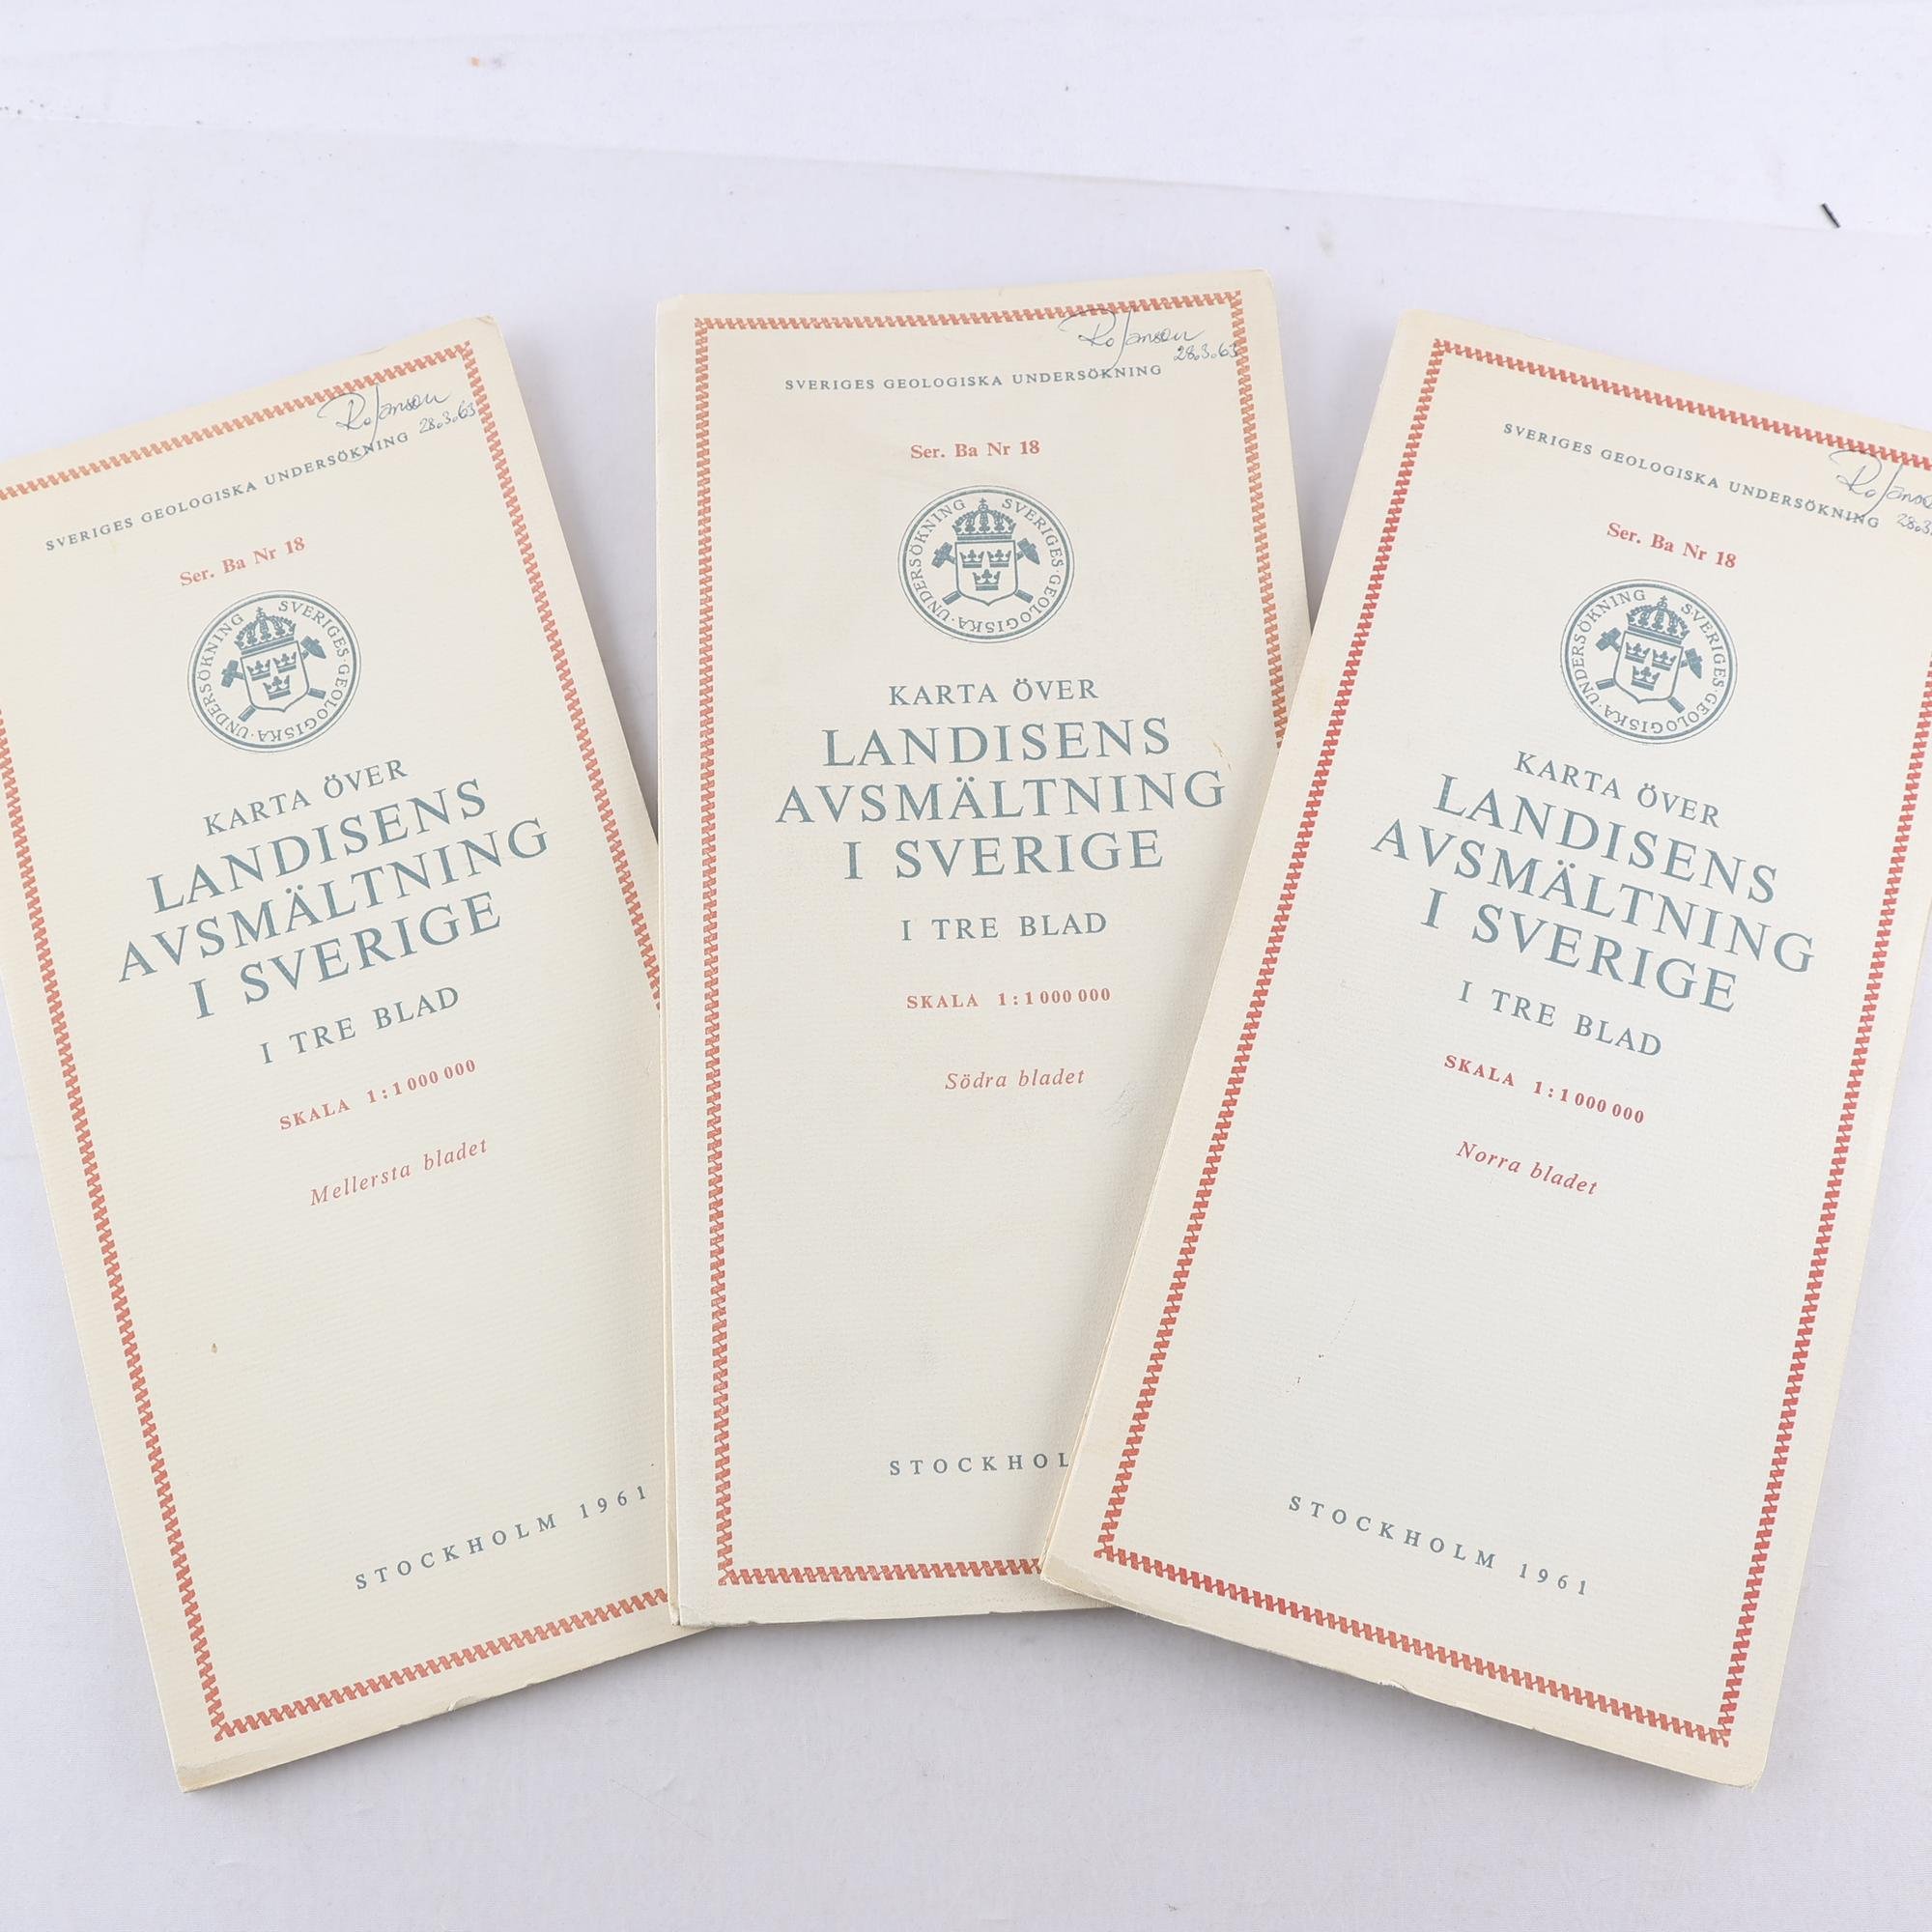 Ro Janson
28.3.63
SVERIGES GEOLOGISKA UNDERSÖKNING
Ser. Ba Nr 18
SVERIGES · GEOLOGISKA · UNDERSÖKNING
KARTA ÖVER
LANDISENS
AVSMÄLTNING
I SVERIGE
I TRE BLAD
SKALA 1:1 000 000
Mellersta bladet
STOCKHOLM 1961
Ro Janson
28.3.63
SVERIGES GEOLOGISKA UNDERSÖKNING
Ser. Ba Nr 18
SVERIGES · GEOLOGISKA · UNDERSÖKNING
KARTA ÖVER
LANDISENS
AVSMÄLTNING
I SVERIGE
I TRE BLAD
SKALA 1:1 000 000
Södra bladet
STOCKHOL
SVERIGES GEOLOGISKA UNDERSÖKNING
Ser. Ba Nr 18
SVERIGES · GEOLOGISKA · UNDERSÖKNING
KARTA ÖVER
LANDISENS
AVSMÄLTNING
I SVERIGE
I TRE BLAD
SKALA 1:1 000 000
Norra bladet
STOCKHOLM 1961